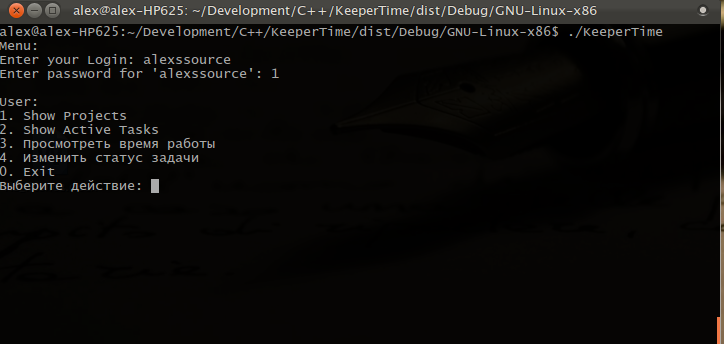 alex@alex-HP625: ~/Development/C++/KeeperTime/dist/Debug/GNU-Linux-x86
alex@alex-HP625:~/Development/C++/KeeperTime/dist/Debug/GNU-Linux-x86$ ./KeeperTime
Menu:
Enter your Login: alexssource
Enter password for 'alexssource': 1
User:
1. Show Projects
2. Show Active Tasks
3. Просмотреть время работы
4. Изменить статус задачи
0. Exit
Выберите действие: